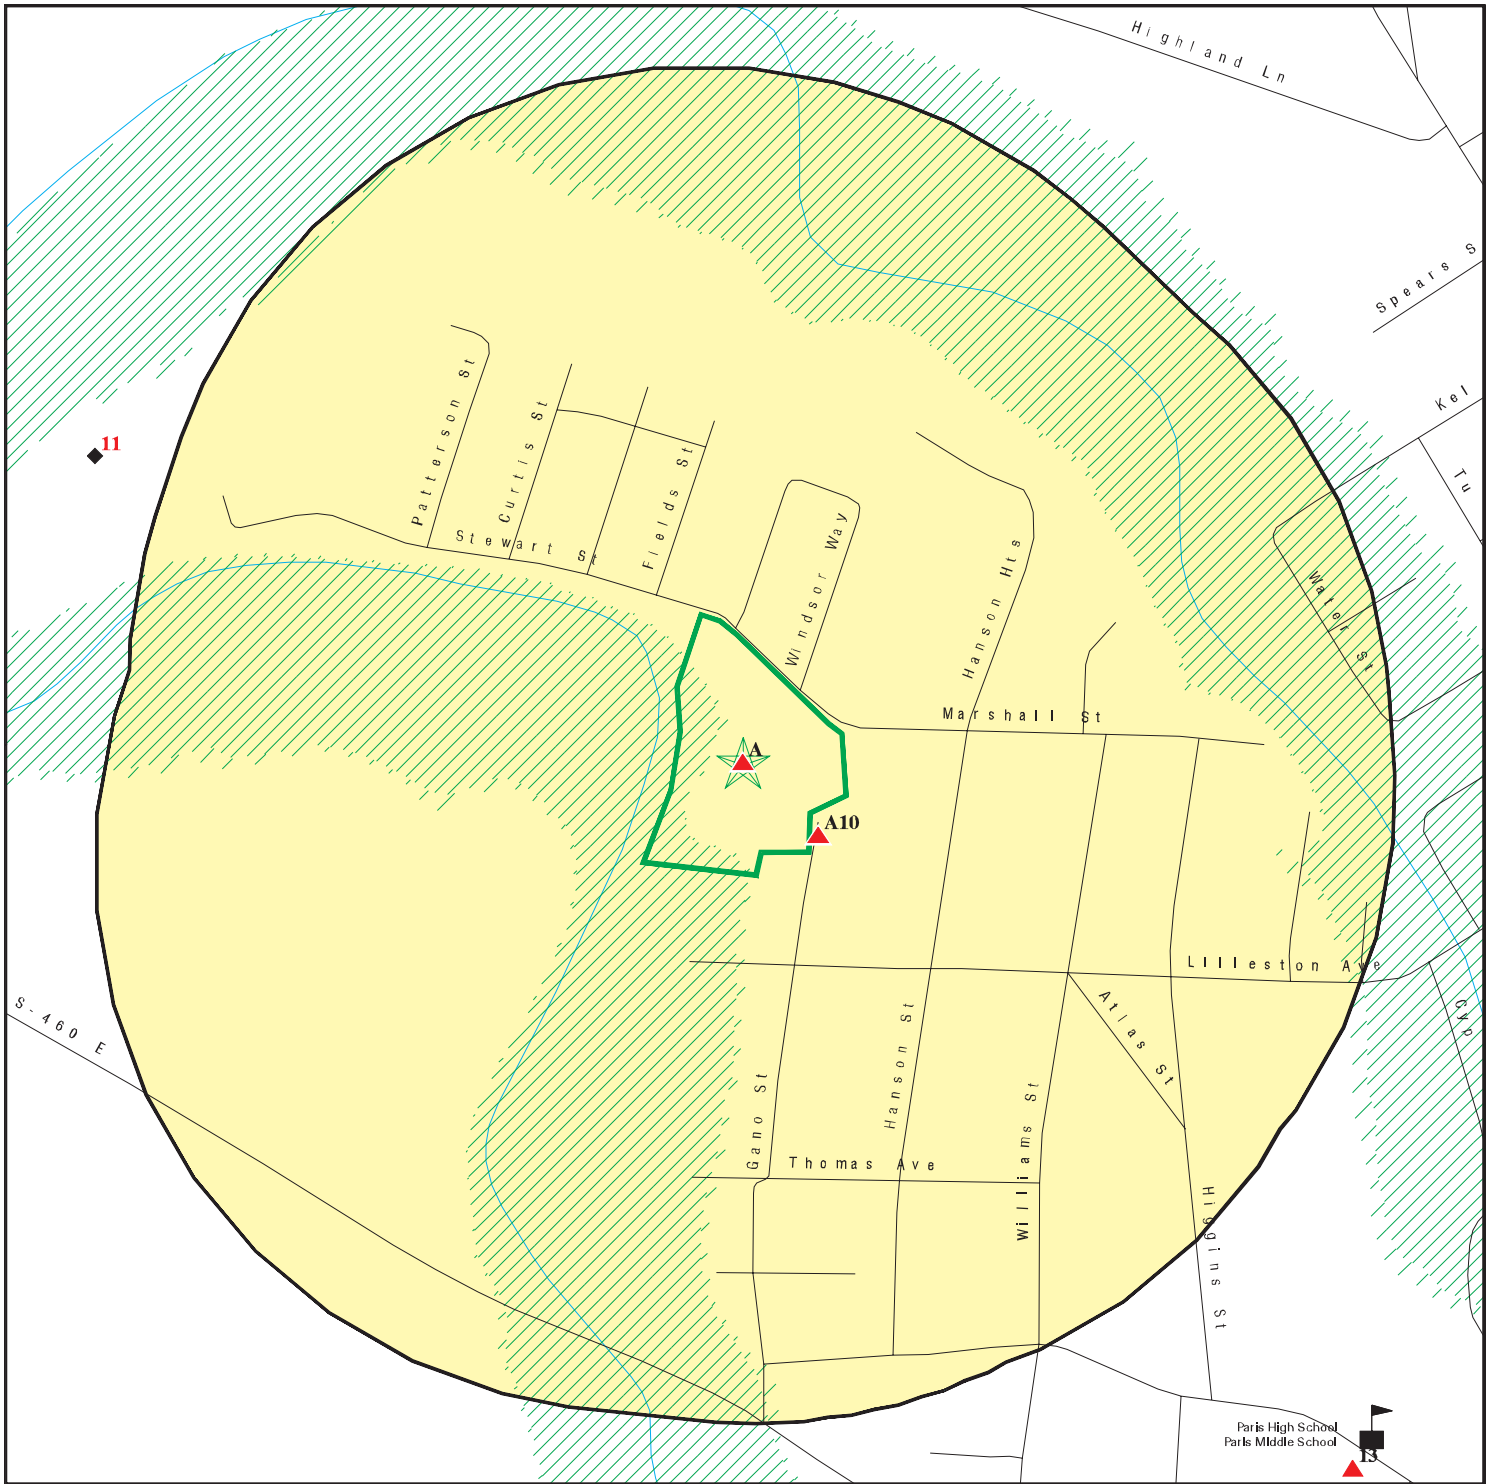 Highland Ln
Spears S
Kel
Tu
11
Patterson St
Curtis St
Fields St
Stewart St
Windsor Way
Hanson Hts
Water St
Marshall St
A
A10
Lilleston Ave
Atlas St
S-460 E
Cyp
Hanson St
Gano St
Williams St
Thomas Ave
Higgins St
Paris High School
Paris Middle School
13